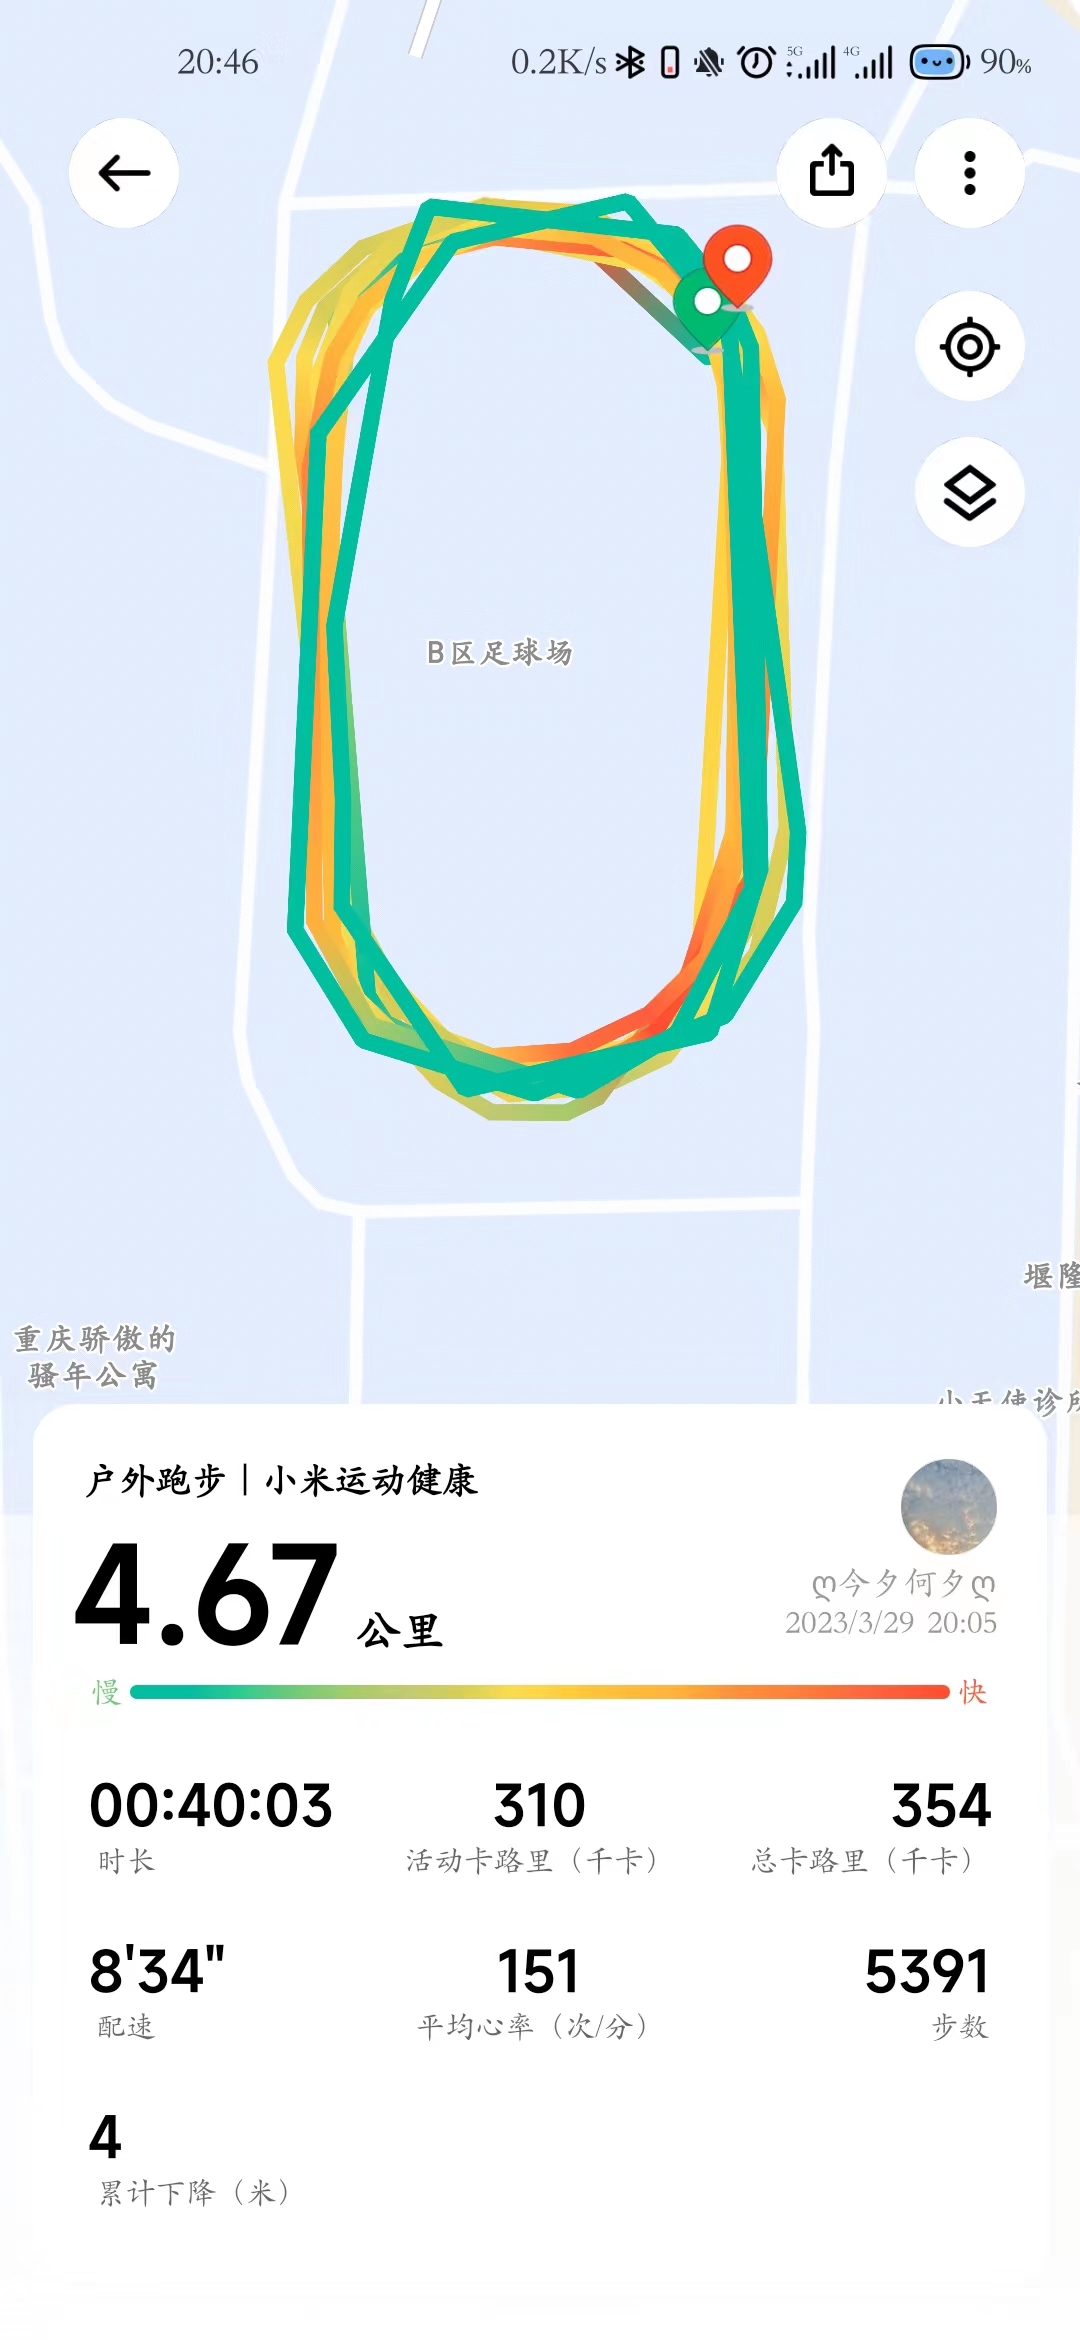 20:46
0.2K/s 5G 4G 90%
B区足球场
堰隆
重庆骄傲的
骚年公寓
小天使诊所
户外跑步 | 小米运动健康
4.67 公里
ღ今夕何夕ღ
2023/3/29 20:05
慢 快
00:40:03 310 354
时长 活动卡路里（千卡） 总卡路里（千卡）
8'34" 151 5391
配速 平均心率（次/分） 步数
4
累计下降（米）